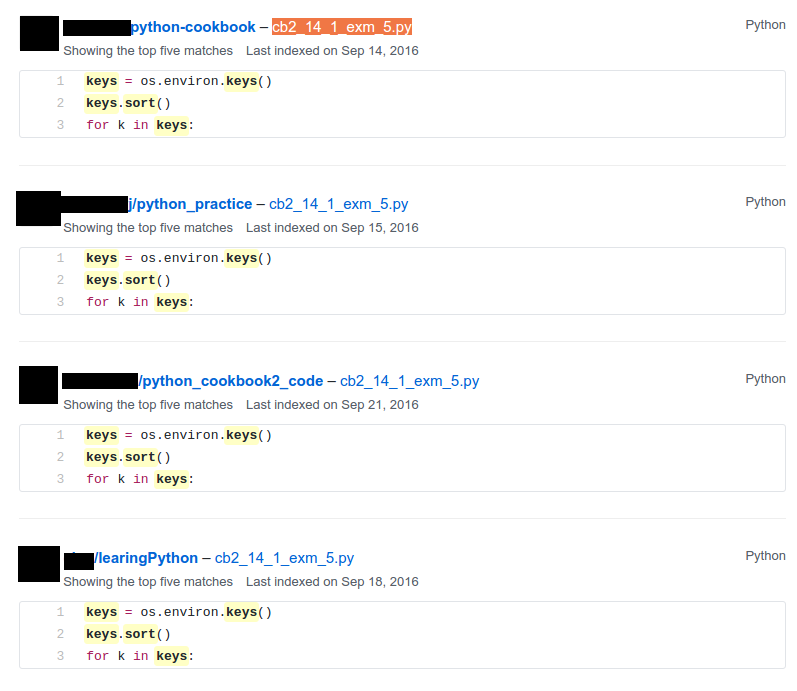 python-cookbook – cb2_14_1_exm_5.py Python
Showing the top five matches Last indexed on Sep 14, 2016
1 keys = os.environ.keys()
2 keys.sort()
3 for k in keys:
j/python_practice – cb2_14_1_exm_5.py Python
Showing the top five matches Last indexed on Sep 15, 2016
1 keys = os.environ.keys()
2 keys.sort()
3 for k in keys:
/python_cookbook2_code – cb2_14_1_exm_5.py Python
Showing the top five matches Last indexed on Sep 21, 2016
1 keys = os.environ.keys()
2 keys.sort()
3 for k in keys:
/learingPython – cb2_14_1_exm_5.py Python
Showing the top five matches Last indexed on Sep 18, 2016
1 keys = os.environ.keys()
2 keys.sort()
3 for k in keys: